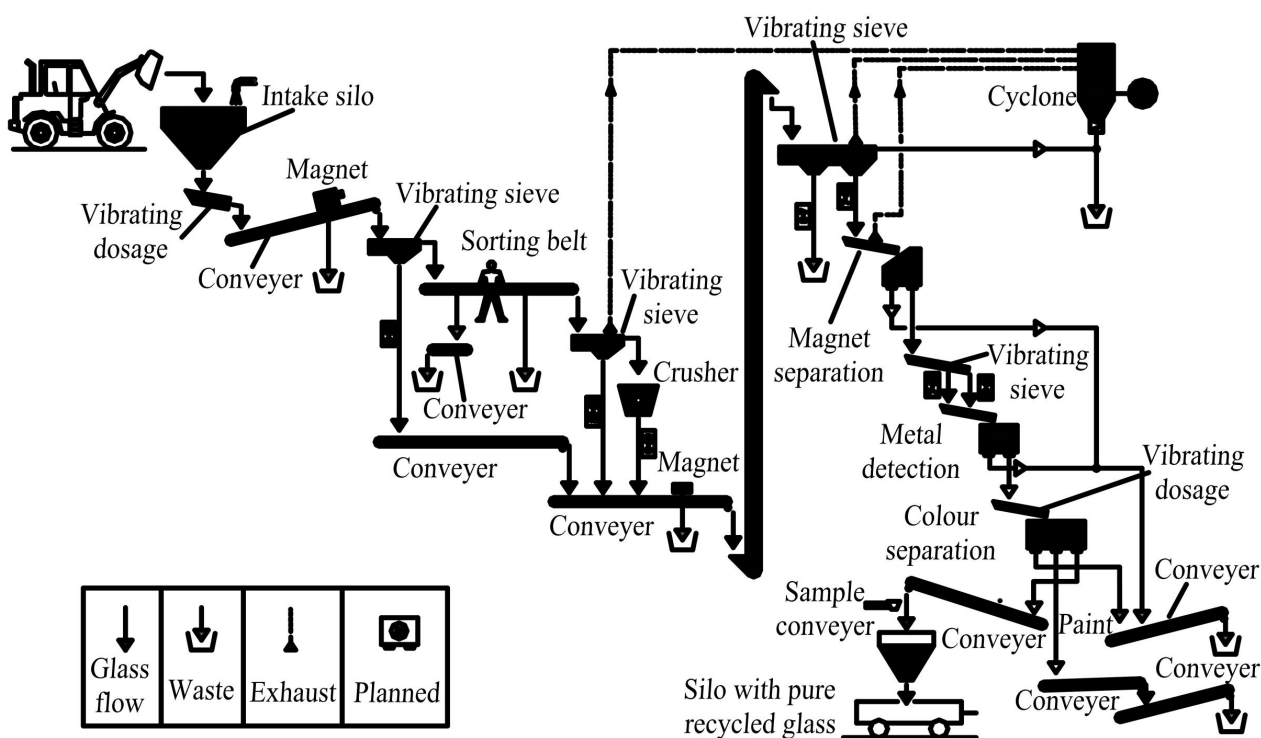 Vibrating sieve
Intake silo
Cyclone
Magnet
Vibrating
dosage
Vibrating sieve
Conveyer
Sorting belt
Vibrating
sieve
Magnet
separation
Vibrating
sieve
Crusher
Conveyer
Metal
detection
Vibrating
dosage
Conveyer
Magnet
Conveyer
Colour
separation
Sample
conveyer
Conveyer
Paint
Conveyer
Conveyer
Conveyer
Silo with pure
recycled glass
Glass
flow
Waste
Exhaust
Planned